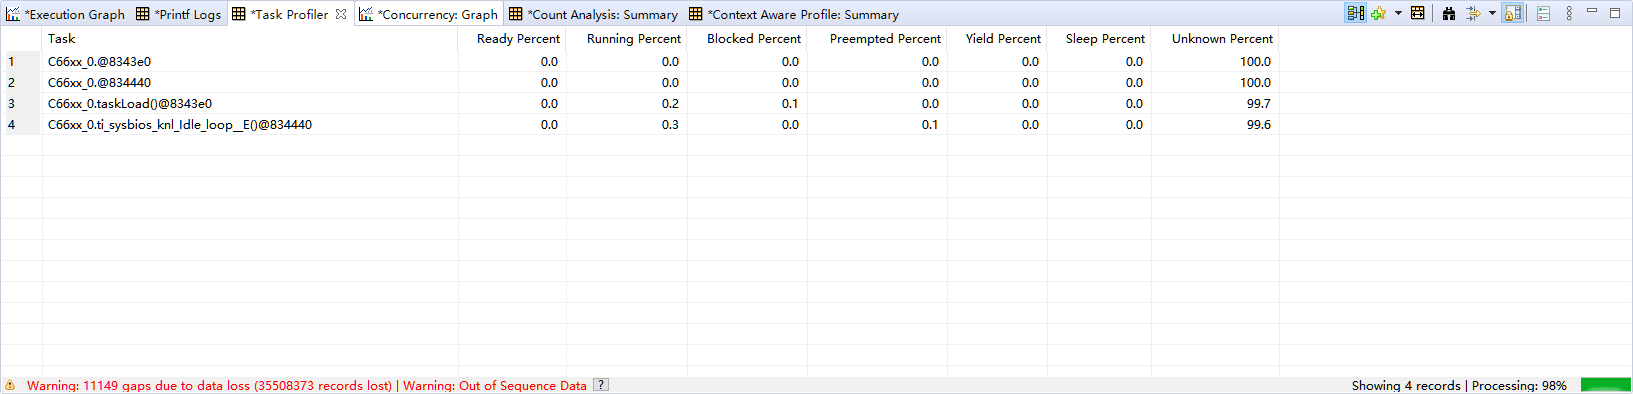 *Execution Graph *Printf Logs *Task Profiler *Concurrency: Graph *Count Analysis: Summary *Context Aware Profile: Summary
Task Ready Percent Running Percent Blocked Percent Preempted Percent Yield Percent Sleep Percent Unknown Percent
1 C66xx_0.@8343e0 0.0 0.0 0.0 0.0 0.0 0.0 100.0
2 C66xx_0.@834440 0.0 0.0 0.0 0.0 0.0 0.0 100.0
3 C66xx_0.taskLoad()@8343e0 0.0 0.2 0.1 0.0 0.0 0.0 99.7
4 C66xx_0.ti_sysbios_knl_Idle_loop__E()@834440 0.0 0.3 0.0 0.1 0.0 0.0 99.6
Warning: 11149 gaps due to data loss (35508373 records lost) | Warning: Out of Sequence Data ? Showing 4 records | Processing: 98%